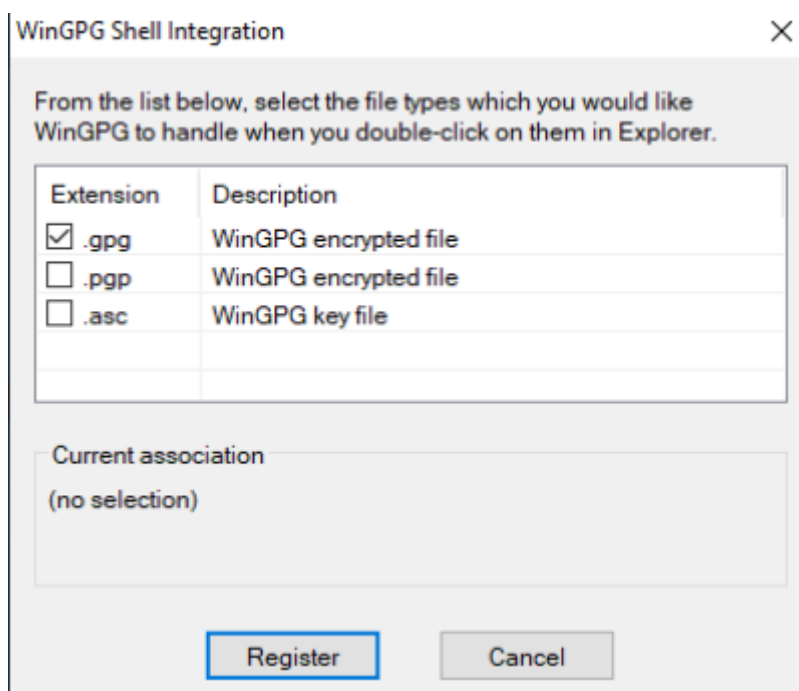 WinGPG Shell Integration
From the list below, select the file types which you would like
WinGPG to handle when you double-click on them in Explorer.
Extension Description
.gpg WinGPG encrypted file
.pgp WinGPG encrypted file
.asc WinGPG key file
Current association
(no selection)
Register Cancel